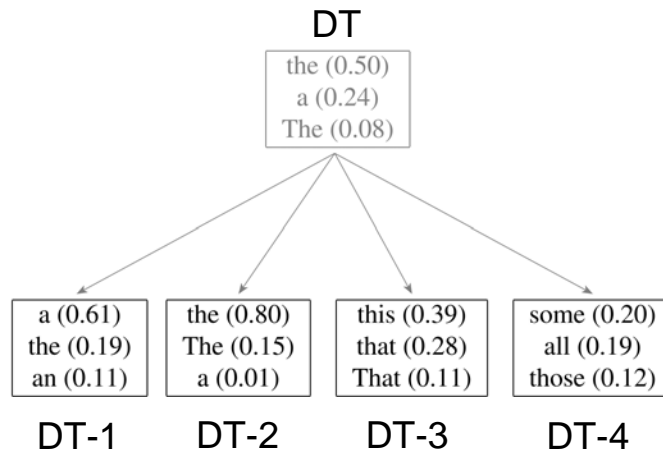 DT
the (0.50)
a (0.24)
The (0.08)
a (0.61)
the (0.19)
an (0.11)
the (0.80)
The (0.15)
a (0.01)
this (0.39)
that (0.28)
That (0.11)
some (0.20)
all (0.19)
those (0.12)
DT-1
DT-2
DT-3
DT-4